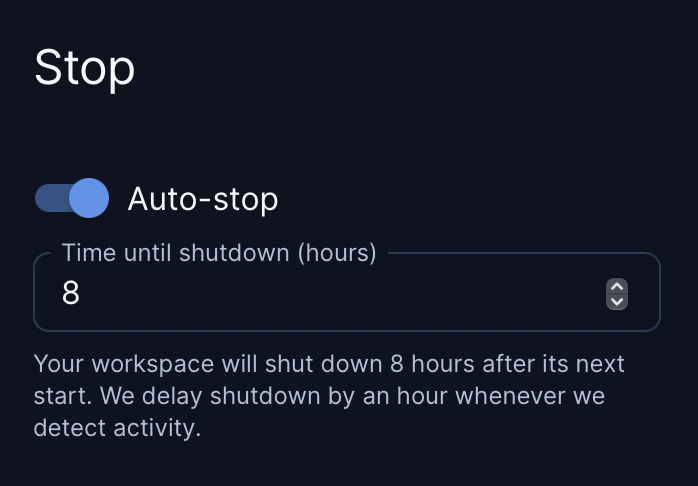 Stop
Auto-stop
Time until shutdown (hours)
8
Your workspace will shut down 8 hours after its next
start. We delay shutdown by an hour whenever we
detect activity.